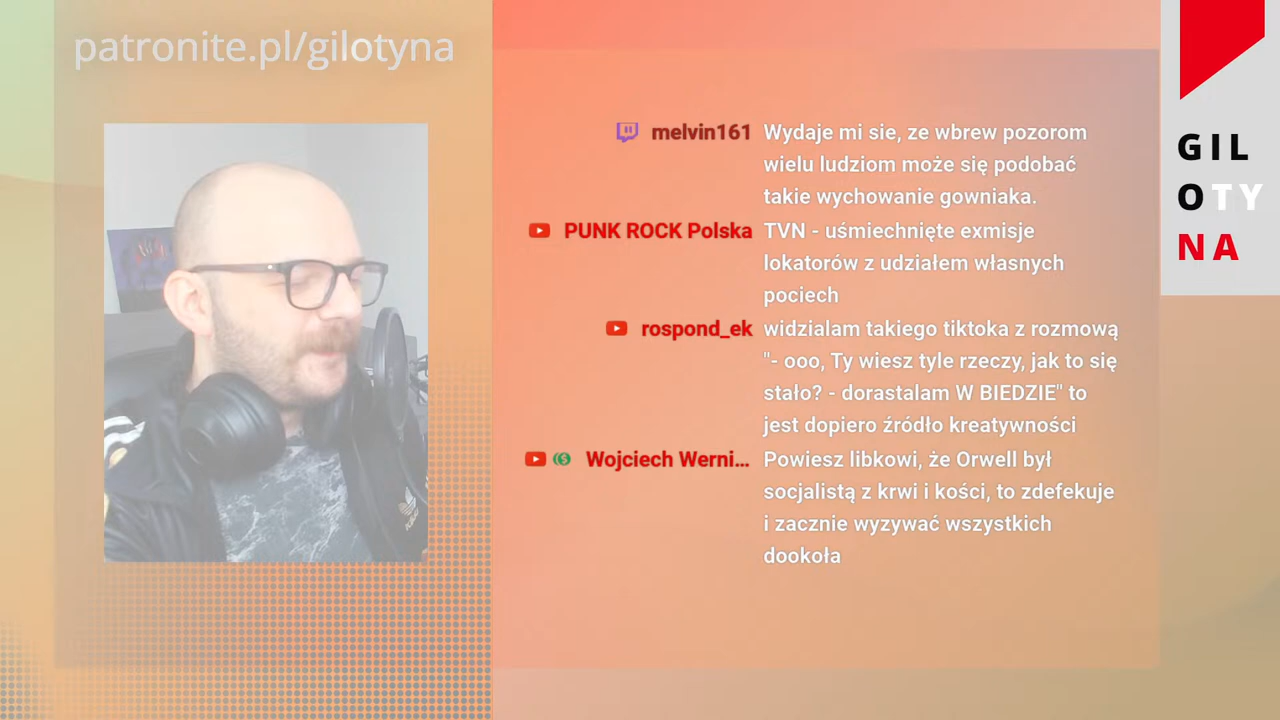 patronite.pl/gilotyna
melvin161 Wydaje mi sie, ze wbrew pozorom
wielu ludziom może się podobać
takie wychowanie gowniaka.
PUNK ROCK Polska TVN - uśmiechnięte exmisje
lokatorów z udziałem własnych
pociech
rospond_ek widzialam takiego tiktoka z rozmową
"- ooo, Ty wiesz tyle rzeczy, jak to się
stało? - dorastalam W BIEDZIE" to
jest dopiero źródło kreatywności
Wojciech Werni... Powiesz libkowi, że Orwell był
socjalistą z krwi i kości, to zdefekuje
i zacznie wyzywać wszystkich
dookoła
GIL
OTY
NA